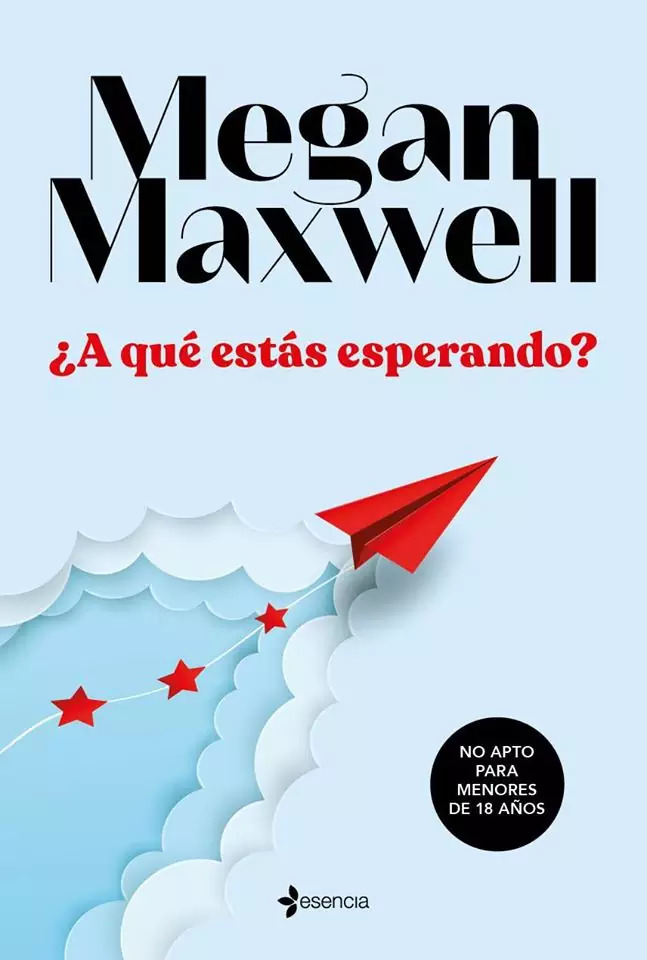 Megan
Maxwell
¿A qué estás esperando?
NO APTO
PARA
MENORES
DE 18 AÑOS
esencia